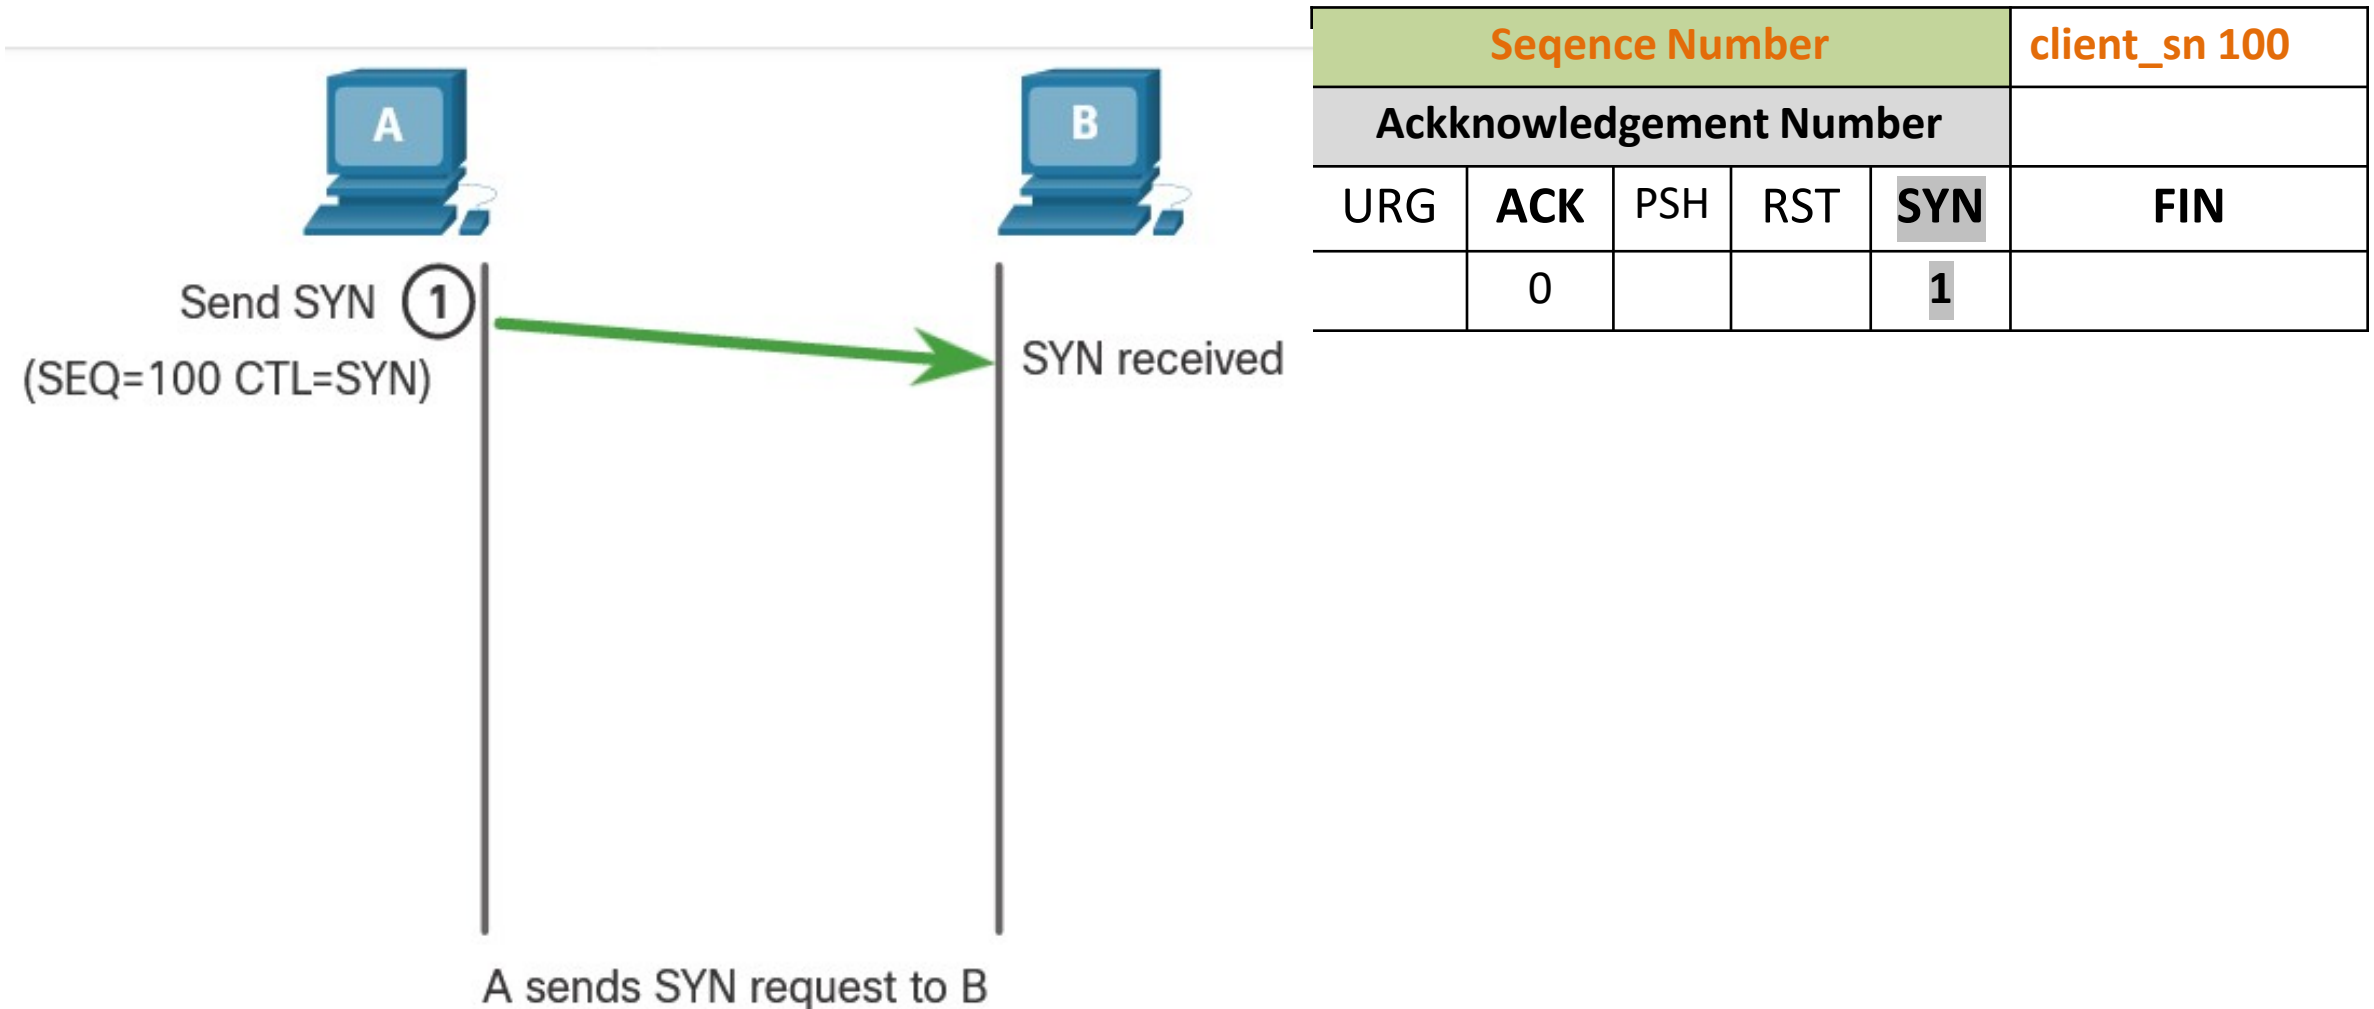 A
B
Send SYN 1
(SEQ=100 CTL=SYN)
SYN received
A sends SYN request to B
Seqence Number client_sn 100
Ackknowledgement Number
URG ACK PSH RST SYN FIN
0 1